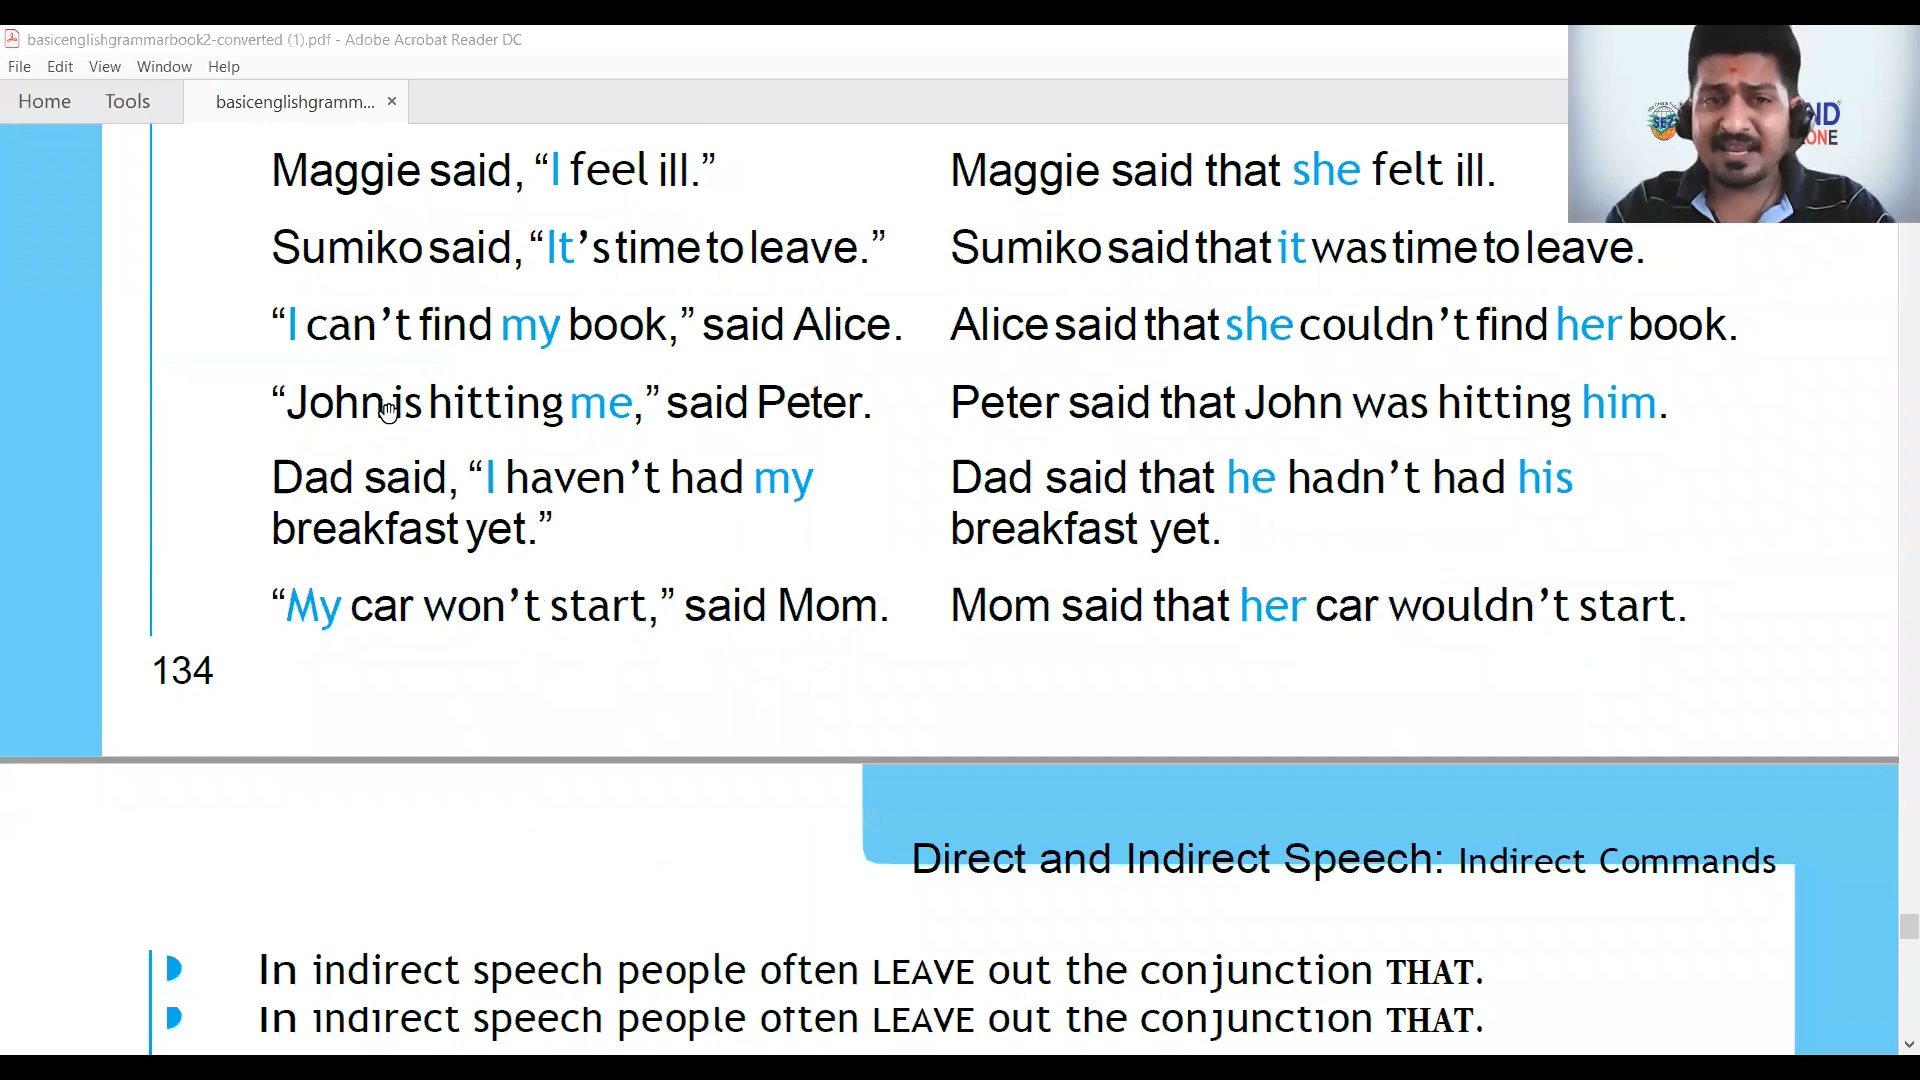 basicenglishgrammarbook2-converted (1).pdf - Adobe Acrobat Reader DC
File Edit View Window Help
Home Tools basicenglishgramm... ×
SEZ ND
ONE
Maggie said, “I feel ill.” Maggie said that she felt ill.
Sumiko said, “It’s time to leave.” Sumiko said that it was time to leave.
“I can’t find my book,” said Alice. Alice said that she couldn’t find her book.
“John is hitting me,” said Peter. Peter said that John was hitting him.
Dad said, “I haven’t had my Dad said that he hadn’t had his
breakfast yet.” breakfast yet.
“My car won’t start,” said Mom. Mom said that her car wouldn’t start.
134
Direct and Indirect Speech: Indirect Commands
In indirect speech people often LEAVE out the conjunction THAT.
In indirect speech people often LEAVE out the conjunction THAT.